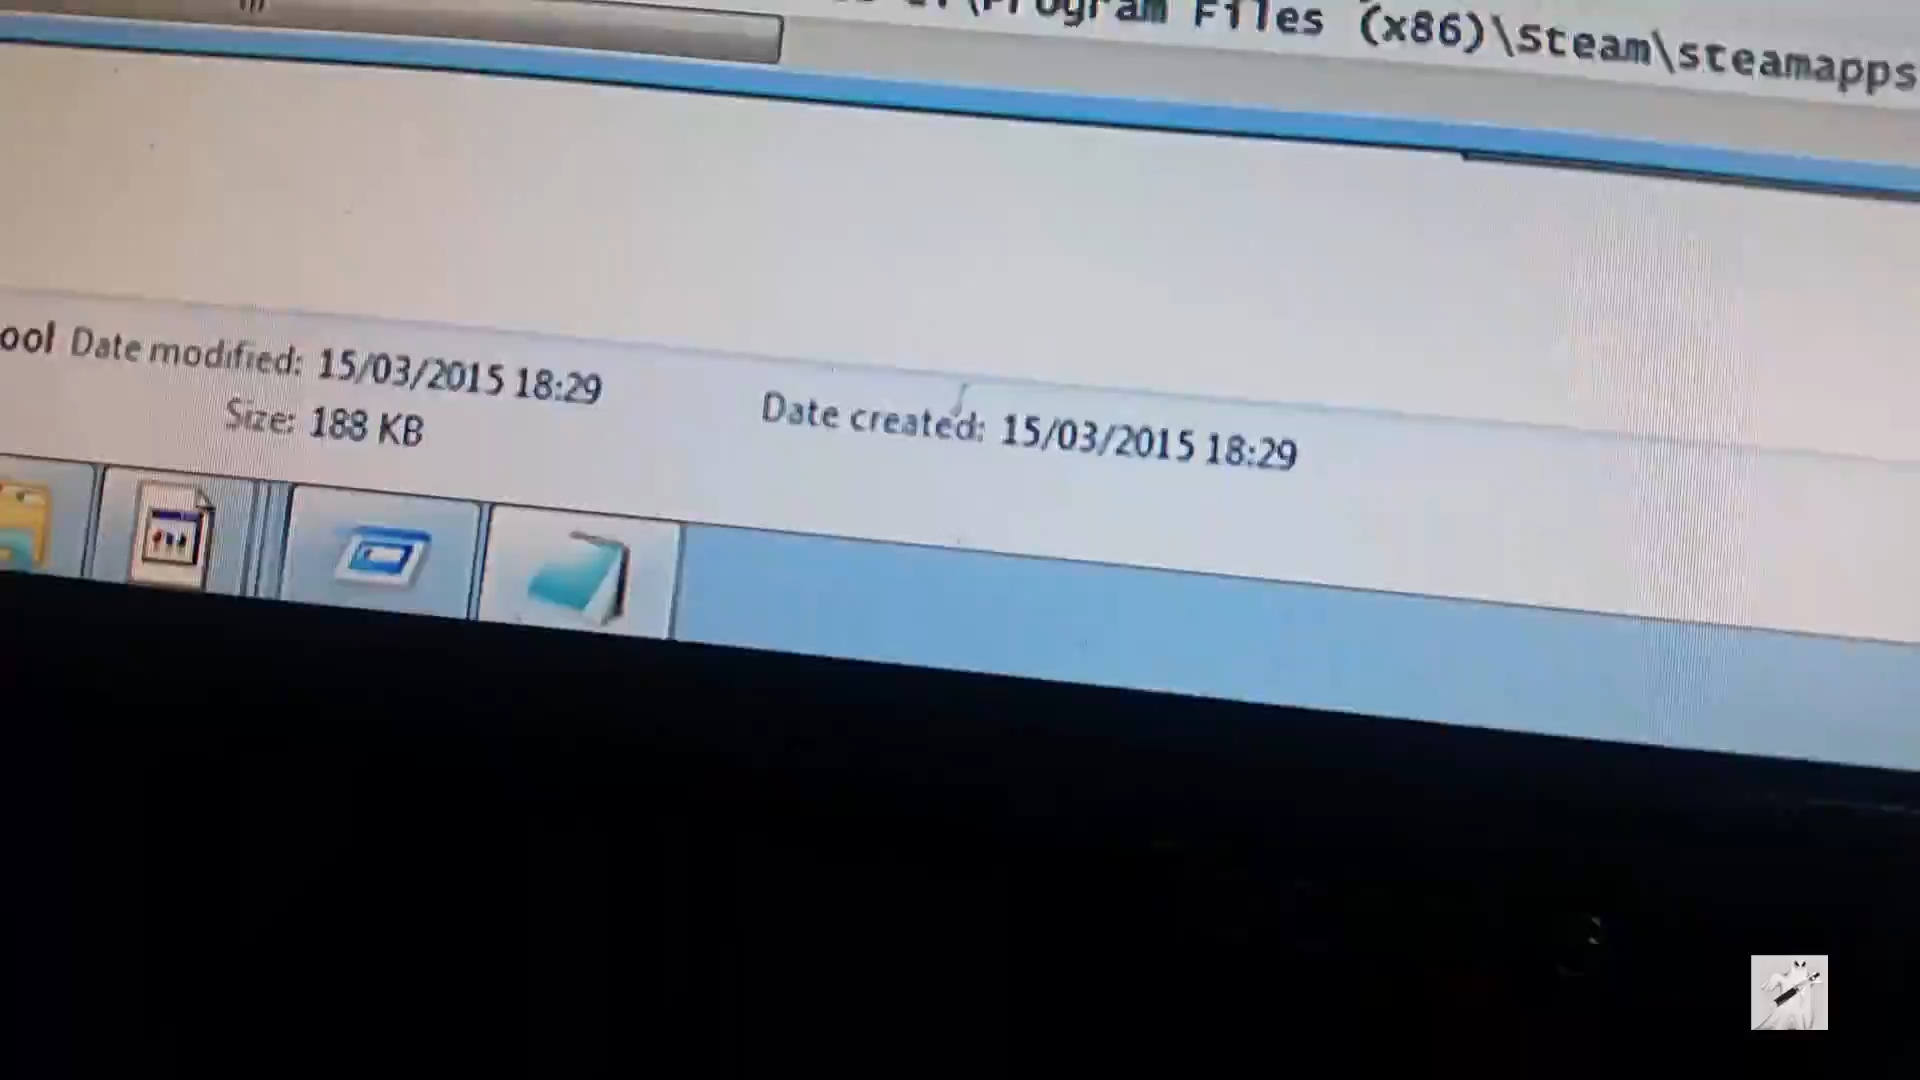 Program Files (x86)\Steam\steamapps
ool Date modified: 15/03/2015 18:29
Date created: 15/03/2015 18:29
Size: 188 KB